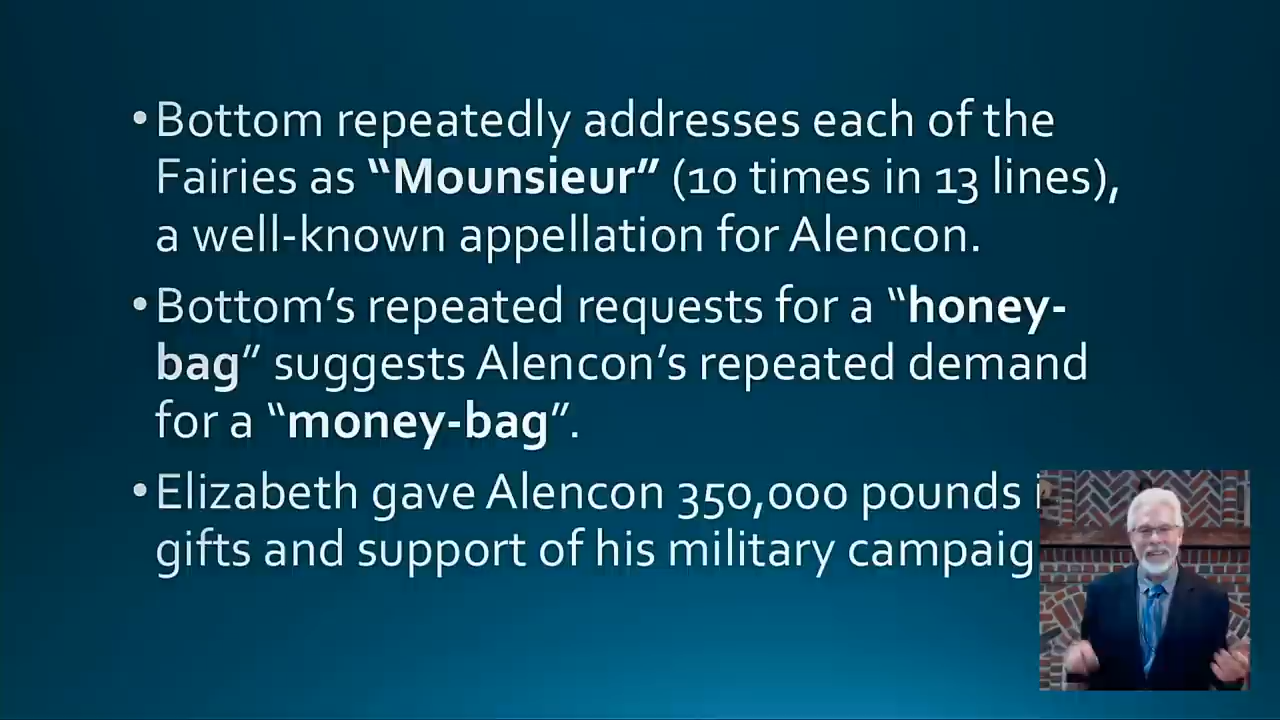 •Bottom repeatedly addresses each of the
Fairies as “Mounsieur” (10 times in 13 lines),
a well-known appellation for Alencon.
•Bottom’s repeated requests for a “honey-
bag” suggests Alencon’s repeated demand
for a “money-bag”.
•Elizabeth gave Alencon 350,000 pounds
gifts and support of his military